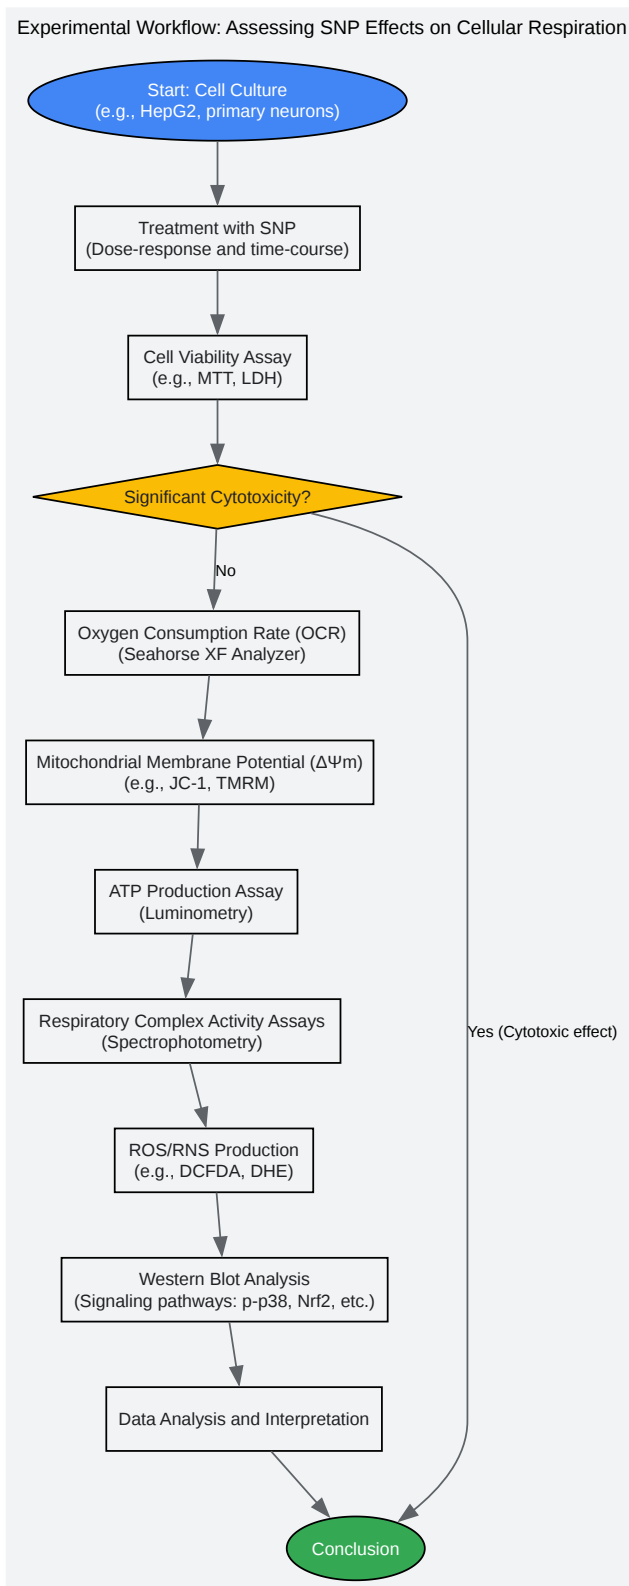 Experimental Workflow: Assessing SNP Effects on Cellular Respiration
Start: Cell Culture
(e.g., HepG2, primary neurons)
Treatment with SNP
(Dose-response and time-course)
Cell Viability Assay
(e.g., MTT, LDH)
Significant Cytotoxicity?
No
Oxygen Consumption Rate (OCR)
(Seahorse XF Analyzer)
Mitochondrial Membrane Potential (ΔΨm)
(e.g., JC-1, TMRM)
ATP Production Assay
(Luminometry)
Respiratory Complex Activity Assays
(Spectrophotometry)
Yes (Cytotoxic effect)
ROS/RNS Production
(e.g., DCFDA, DHE)
Western Blot Analysis
(Signaling pathways: p-p38, Nrf2, etc.)
Data Analysis and Interpretation
Conclusion